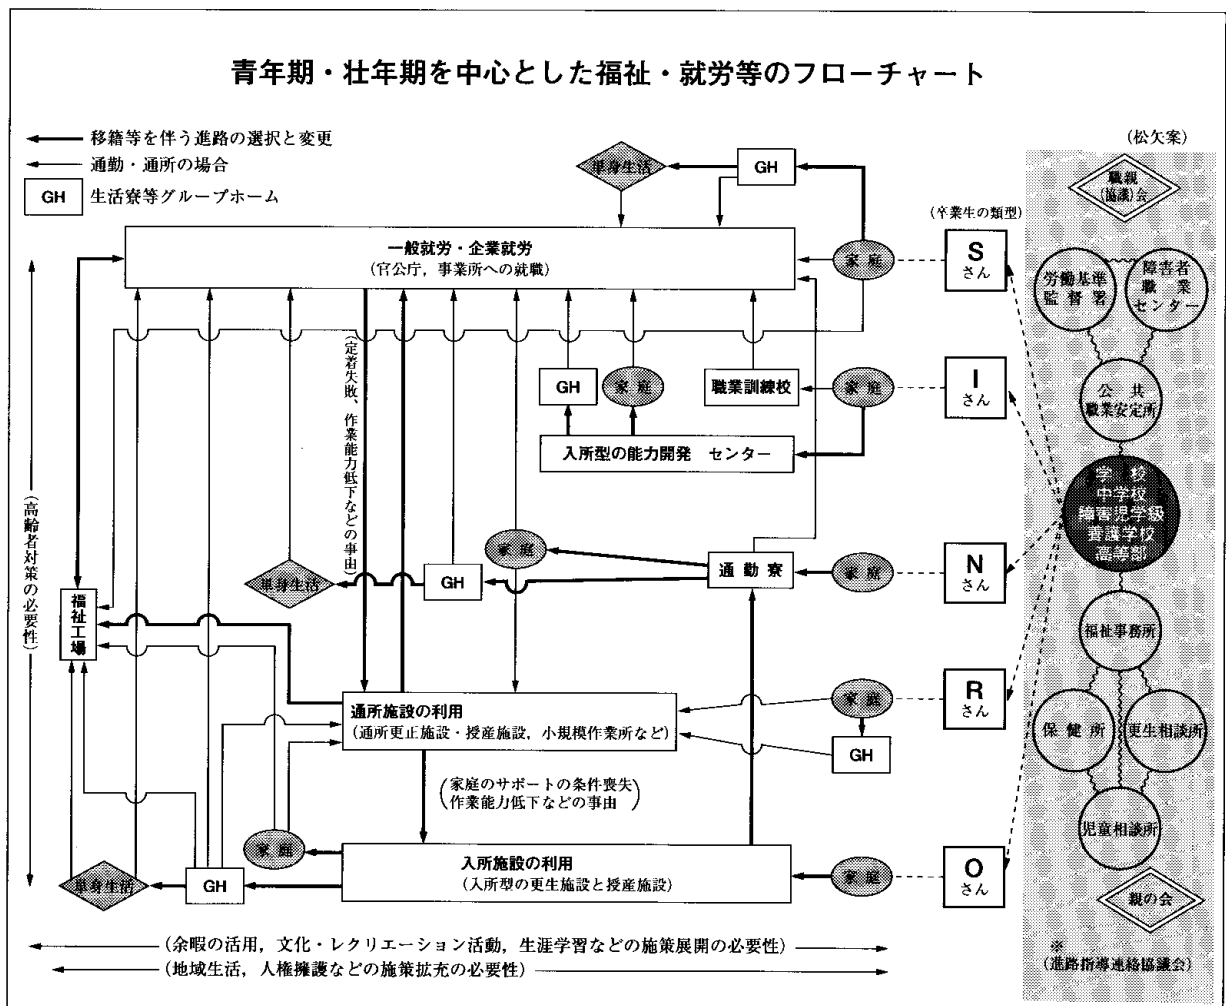 青年期・壮年期を中心とした福祉・就労等のフローチャート
移籍等を伴う進路の選択と変更
通勤・通所の場合
GH 生活寮等グループホーム
(松矢案)
単身生活
GH
職親
(協議)会
(卒業生の類型)
一般就労・企業就労
(官公庁，事業所への就職)
家庭
S
さん
労働基準
監督署
障害者
職業
センター
(定着失敗、作業能力低下などの事由)
GH
家庭
職業訓練校
家庭
I
さん
公共
職業安定所
入所型の能力開発 センター
(高齢者対策の必要性)
学校
中学校
障害児学級
養護学校
高等部
家庭
単身生活
GH
通勤寮
家庭
N
さん
福祉工場
福祉事務所
通所施設の利用
(通所更正施設・授産施設，小規模作業所など)
家庭
R
さん
GH
保健所
更生相談所
(家庭のサポートの条件喪失
作業能力低下などの事由)
児童相談所
家庭
単身生活
GH
入所施設の利用
(入所型の更生施設と授産施設)
家庭
O
さん
親の会
(余暇の活用，文化・レクリエーション活動，生涯学習などの施策展開の必要性)
(地域生活，人権擁護などの施策拡充の必要性)
※
(進路指導連絡協議会)